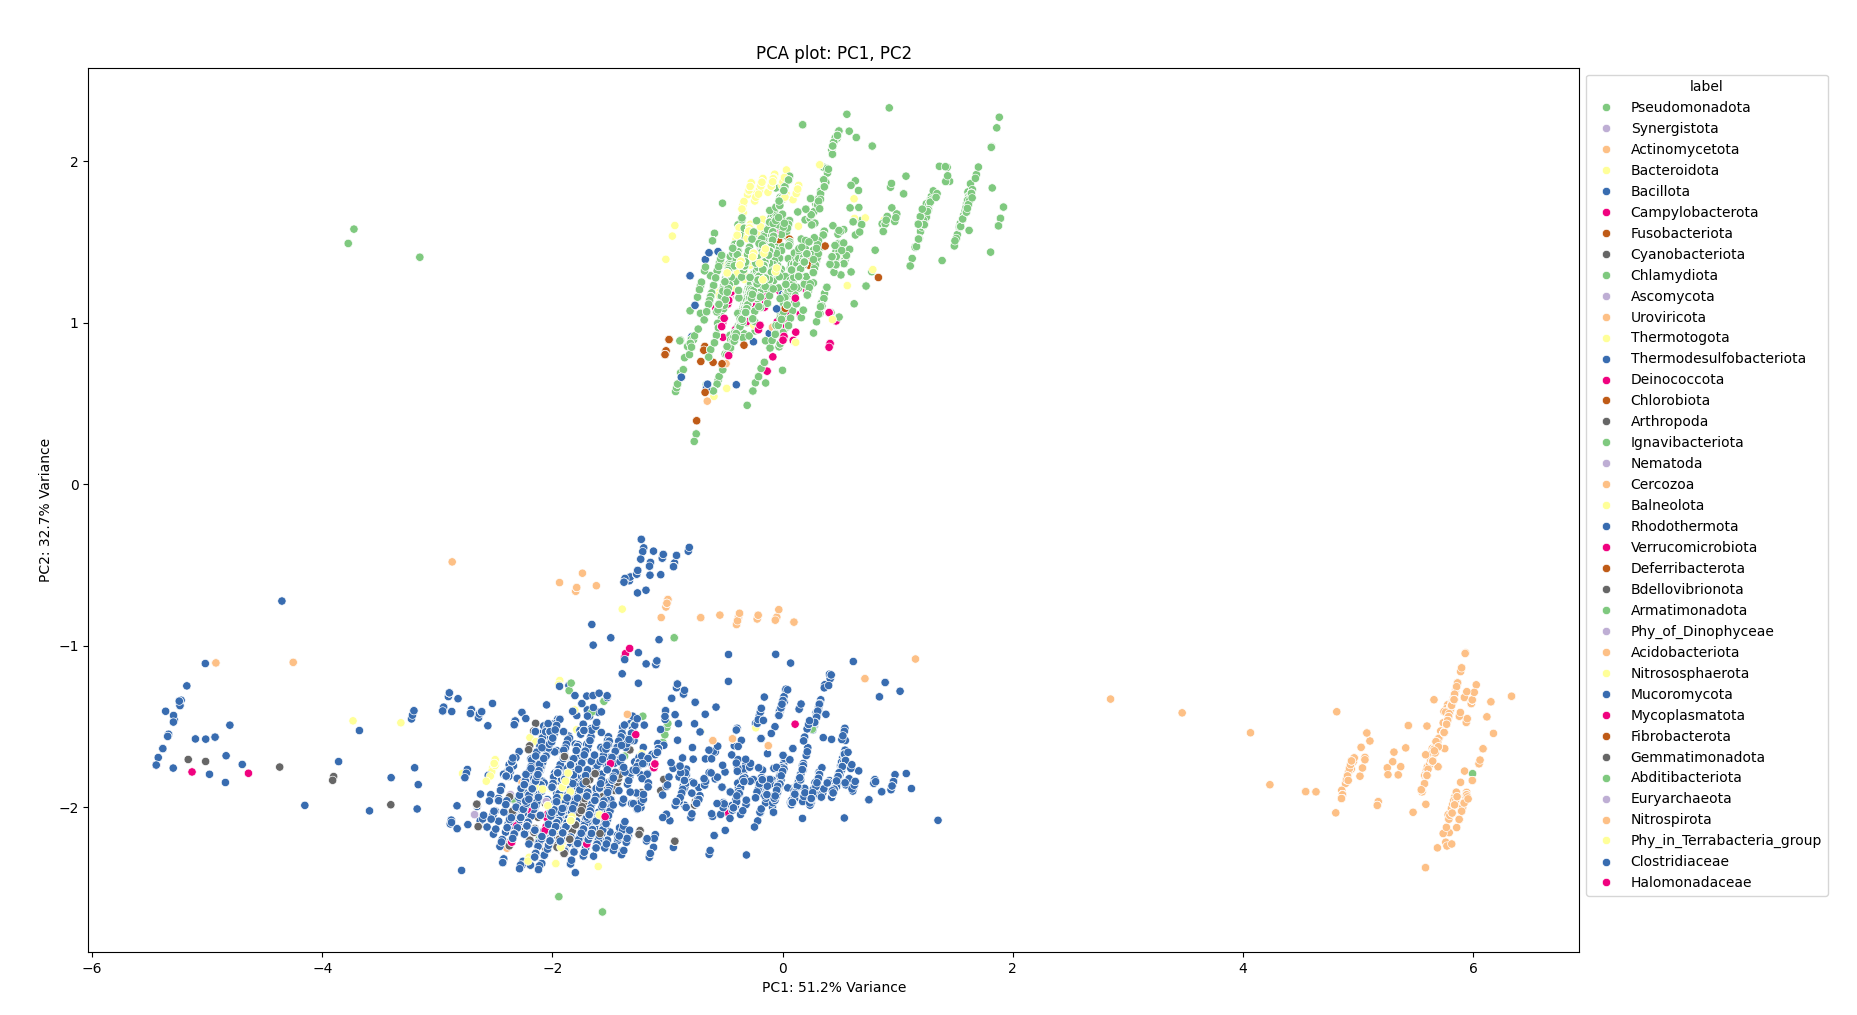 PCA plot: PC1, PC2
label
Pseudomonadota
Synergistota
Actinomycetota
Bacteroidota
Bacillota
Campylobacterota
Fusobacteriota
Cyanobacteriota
Chlamydiota
Ascomycota
Uroviricota
Thermotogota
Thermodesulfobacteriota
Deinococcota
Chlorobiota
Arthropoda
Ignavibacteriota
Nematoda
Cercozoa
Balneolota
Rhodothermota
Verrucomicrobiota
Deferribacterota
Bdellovibrionota
Armatimonadota
Phy_of_Dinophyceae
Acidobacteriota
Nitrososphaerota
Mucoromycota
Mycoplasmatota
Fibrobacterota
Gemmatimonadota
Abditibacteriota
Euryarchaeota
Nitrospirota
Phy_in_Terrabacteria_group
Clostridiaceae
Halomonadaceae
PC2: 32.7% Variance
2
1
0
−1
−2
−6 −4 −2 0 2 4 6
PC1: 51.2% Variance